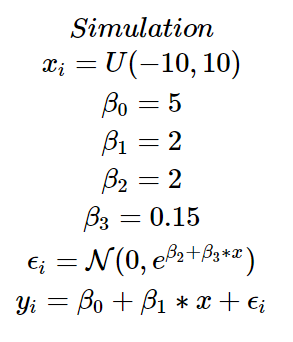 Simulation
xᵢ = U(−10, 10)
β₀ = 5
β₁ = 2
β₂ = 2
β₃ = 0.15
ϵᵢ = 𝒩(0, e^{β₂+β₃*x})
yᵢ = β₀ + β₁ * x + ϵᵢ